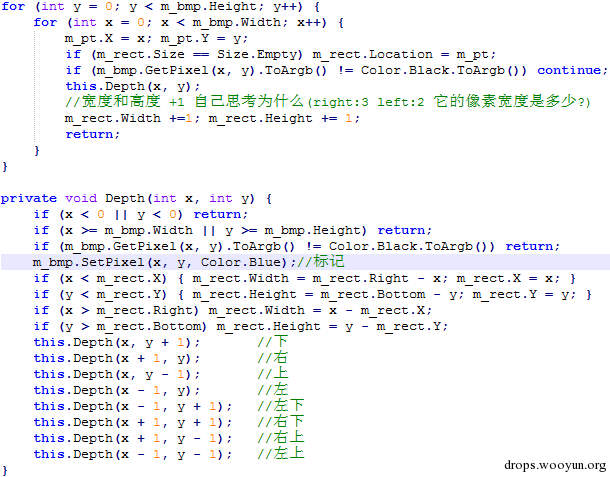 for (int y = 0; y < m_bmp.Height; y++) {
for (int x = 0; x < m_bmp.Width; x++) {
m_pt.X = x; m_pt.Y = y;
if (m_rect.Size == Size.Empty) m_rect.Location = m_pt;
if (m_bmp.GetPixel(x, y).ToArgb() != Color.Black.ToArgb()) continue;
this.Depth(x, y);
//宽度和高度 +1 自己思考为什么(right:3 left:2 它的像素宽度是多少?)
m_rect.Width +=1; m_rect.Height += 1;
return;
}
}
private void Depth(int x, int y) {
if (x < 0 || y < 0) return;
if (x >= m_bmp.Width || y >= m_bmp.Height) return;
if (m_bmp.GetPixel(x, y).ToArgb() != Color.Black.ToArgb()) return;
m_bmp.SetPixel(x, y, Color.Blue);//标记
if (x < m_rect.X) { m_rect.Width = m_rect.Right - x; m_rect.X = x; }
if (y < m_rect.Y) { m_rect.Height = m_rect.Bottom - y; m_rect.Y = y; }
if (x > m_rect.Right) m_rect.Width = x - m_rect.X;
if (y > m_rect.Bottom) m_rect.Height = y - m_rect.Y;
this.Depth(x, y + 1); //下
this.Depth(x + 1, y); //右
this.Depth(x, y - 1); //上
this.Depth(x - 1, y); //左
this.Depth(x - 1, y + 1); //左下
this.Depth(x + 1, y + 1); //右下
this.Depth(x + 1, y - 1); //右上
this.Depth(x - 1, y - 1); //左上
}
drops.wooyun.org